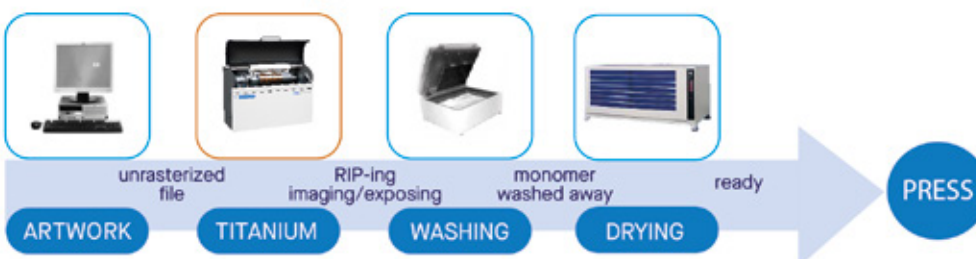 unrasterized
file
RIP-ing
imaging/exposing
monomer
washed away
ready
PRESS
ARTWORK
TITANIUM
WASHING
DRYING